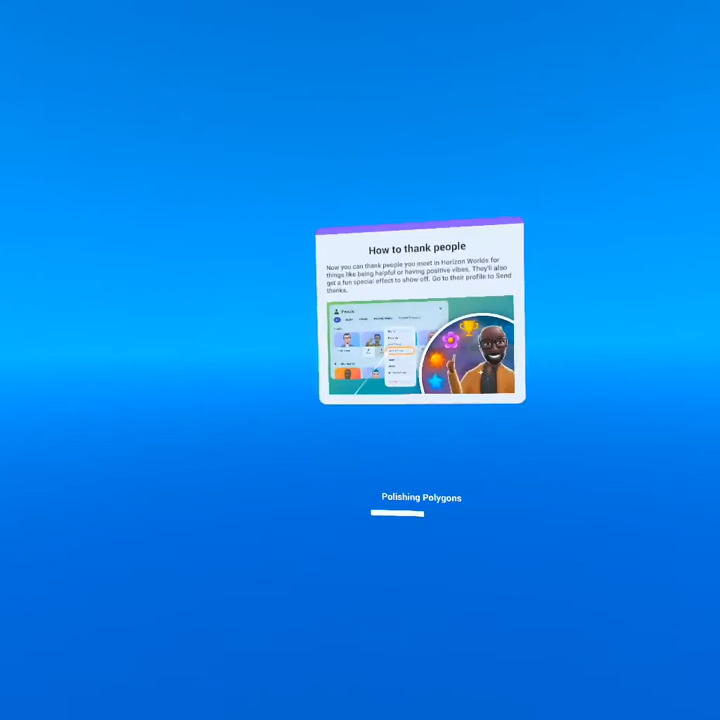 How to thank people
Now you can thank people you meet in Horizon Worlds for
things like being helpful or having positive vibes. They'll also
get a fun special effect to show off. Go to their profile to Send
thanks.
People
Polishing Polygons